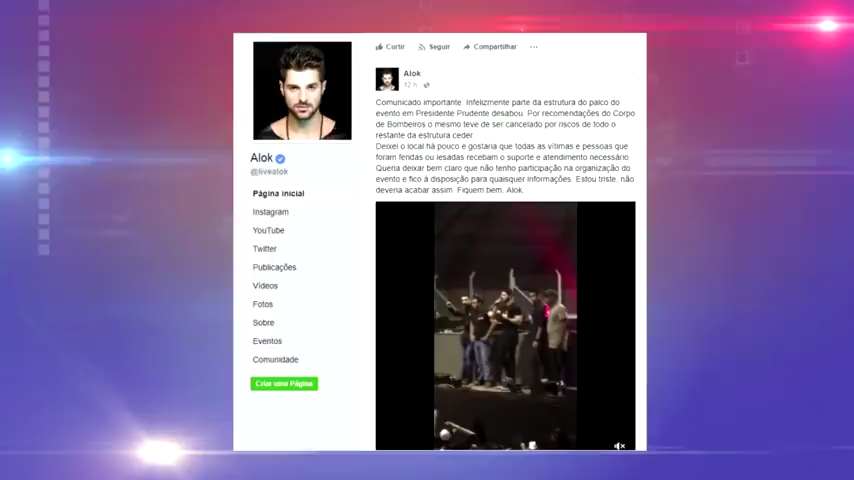 Curtir Seguir Compartilhar ...
Alok
12 h
Comunicado importante: Infelizmente parte da estrutura do palco do
evento em Presidente Prudente desabou. Por recomendações do Corpo
de Bombeiros o mesmo teve de ser cancelado por riscos de todo o
restante da estrutura ceder
Deixei o local há pouco e gostaria que todas as vítimas e pessoas que
foram feridas ou lesadas recebam o suporte e atendimento necessário
Queria deixar bem claro que não tenho participação na organização do
evento e fico à disposição para quaisquer informações. Estou triste, não
deveria acabar assim. Fiquem bem. Alok.
Alok
@livealok
Página inicial
Instagram
YouTube
Twitter
Publicações
Vídeos
Fotos
Sobre
Eventos
Comunidade
Criar uma Página